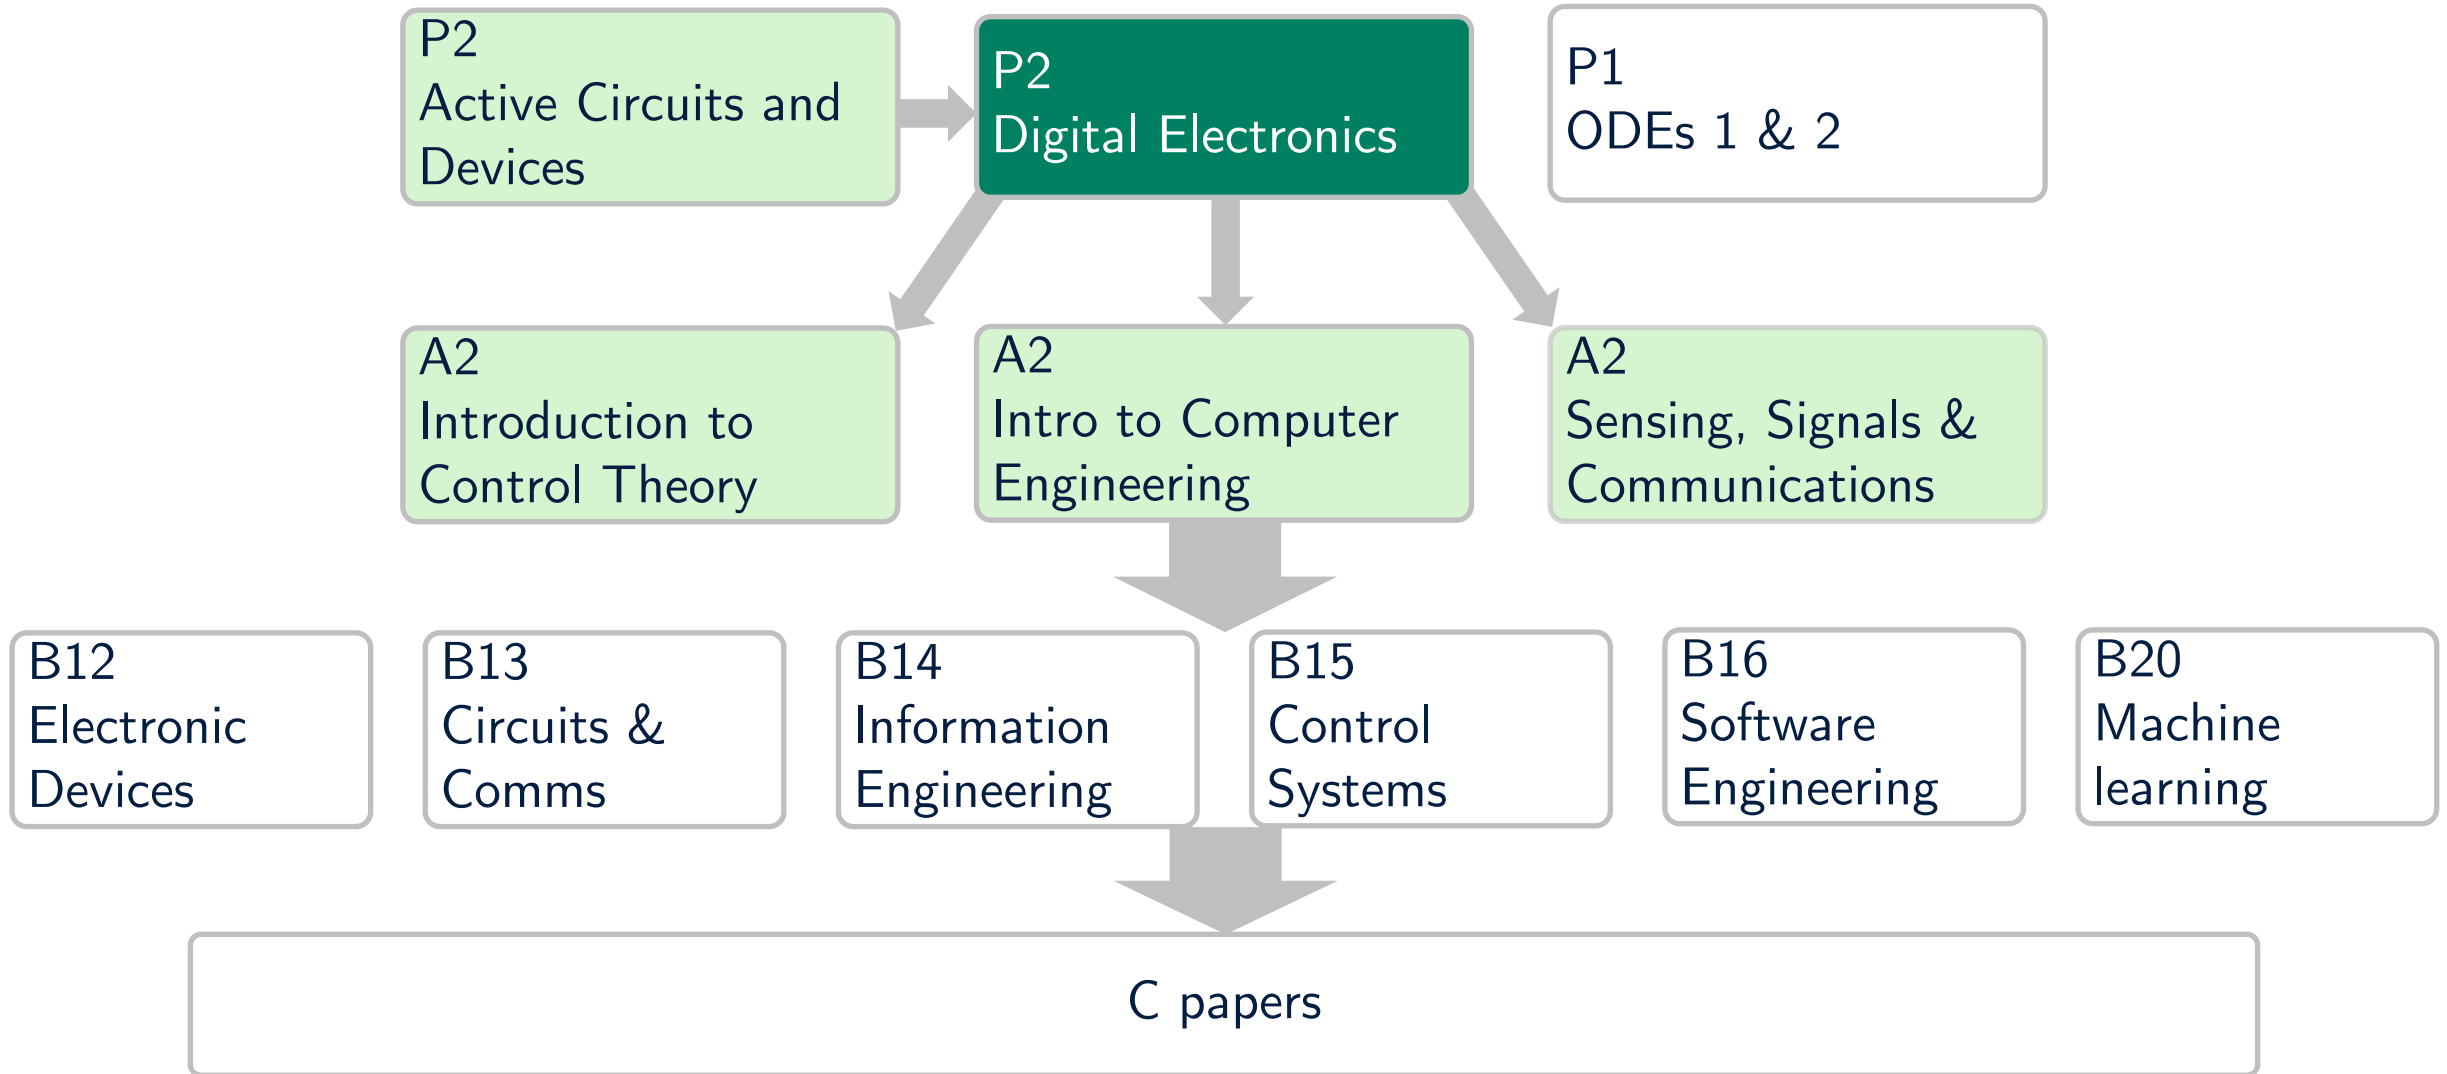 P2
Active Circuits and
Devices
P2
Digital Electronics
P1
ODEs 1 & 2
A2
Introduction to
Control Theory
A2
Intro to Computer
Engineering
A2
Sensing, Signals &
Communications
B12
Electronic
Devices
B13
Circuits &
Comms
B14
Information
Engineering
B15
Control
Systems
B16
Software
Engineering
B20
Machine
learning
C papers